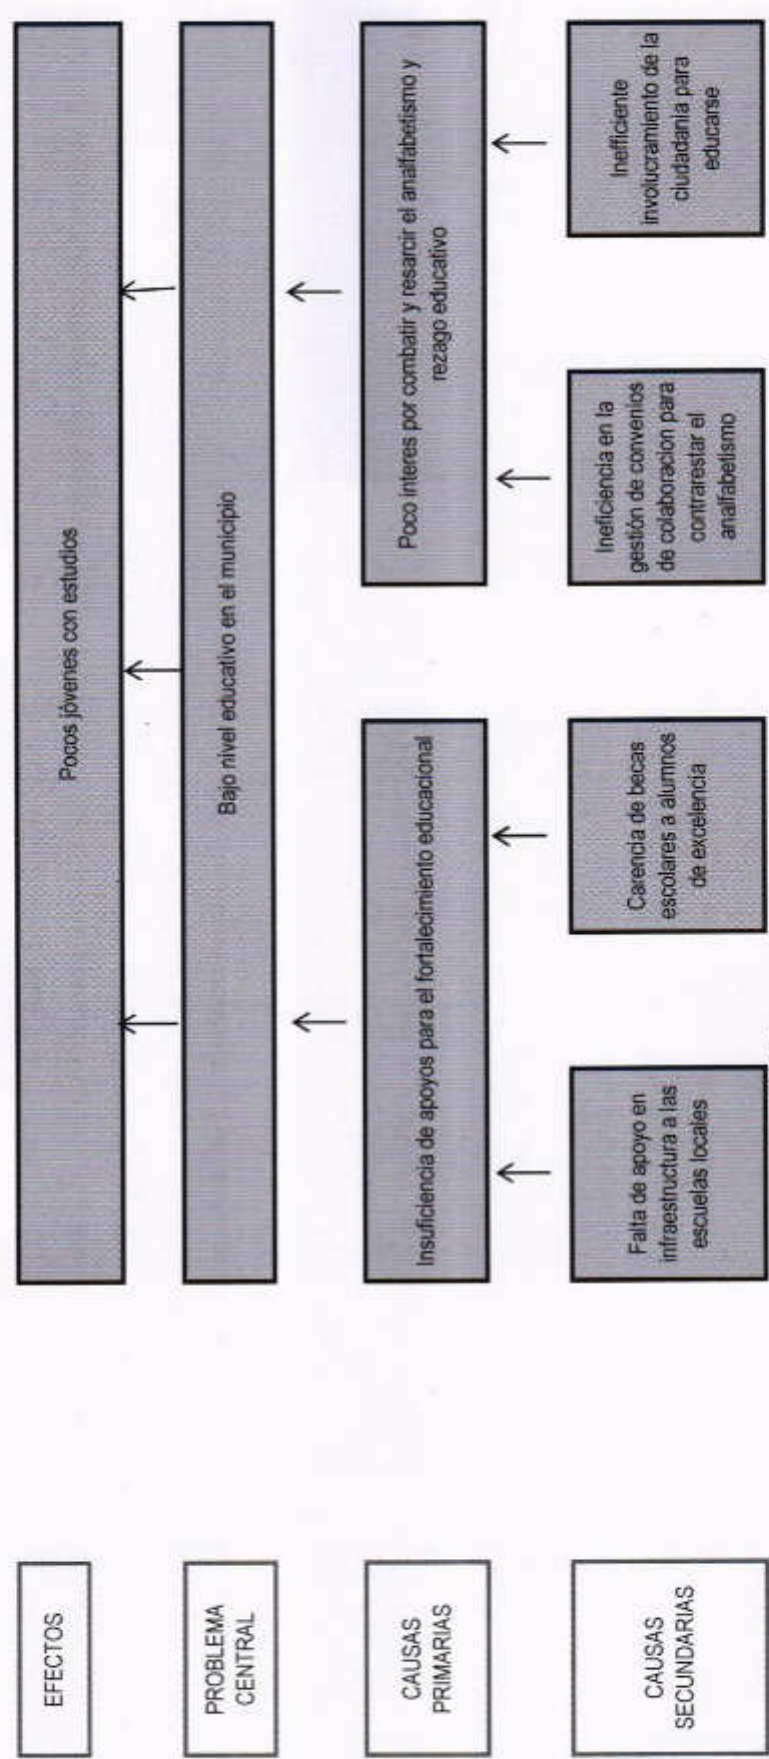 EFECTOS
Pocos jóvenes con estudios
PROBLEMA
CENTRAL
Bajo nivel educativo en el municipio
CAUSAS
PRIMARIAS
Insuficiencia de apoyos para el fortalecimiento educacional
Poco interes por combatir y resarcir el analfabetismo y
rezago educativo
CAUSAS
SECUNDARIAS
Falta de apoyo en
infraestructura a las
escuelas locales
Carencia de becas
escolares a alumnos
de excelencia
Ineficiencia en la
gestión de convenios
de colaboracion para
contrarestar el
analfabetismo
Inefficiente
involucramiento de la
ciudadanía para
educarse